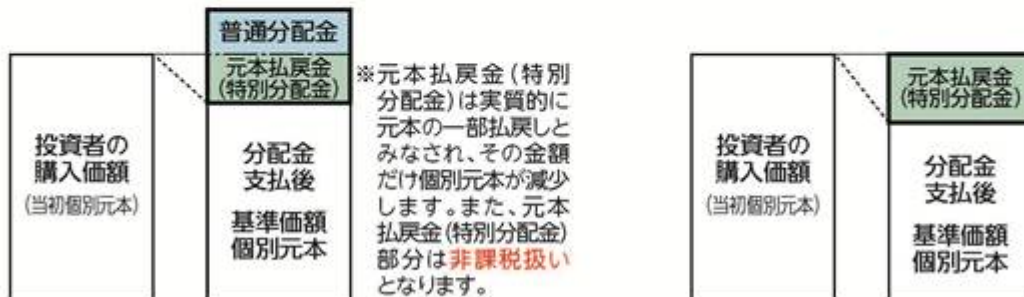 普通分配金
元本払戻金
(特別分配金)
投資者の
購入価額
(当初個別元本)
分配金
支払後
基準価額
個別元本
※元本払戻金(特別
分配金)は実質的に
元本の一部払戻しと
みなされ、その金額
だけ個別元本が減少
します。また、元本
払戻金(特別分配金)
部分は非課税扱い
となります。
投資者の
購入価額
(当初個別元本)
元本払戻金
(特別分配金)
分配金
支払後
基準価額
個別元本